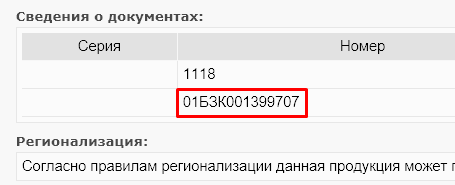 Сведения о документах:
Серия Номер
1118
01БЗК001399707
Регионализация:
Согласно правилам регионализации данная продукция может